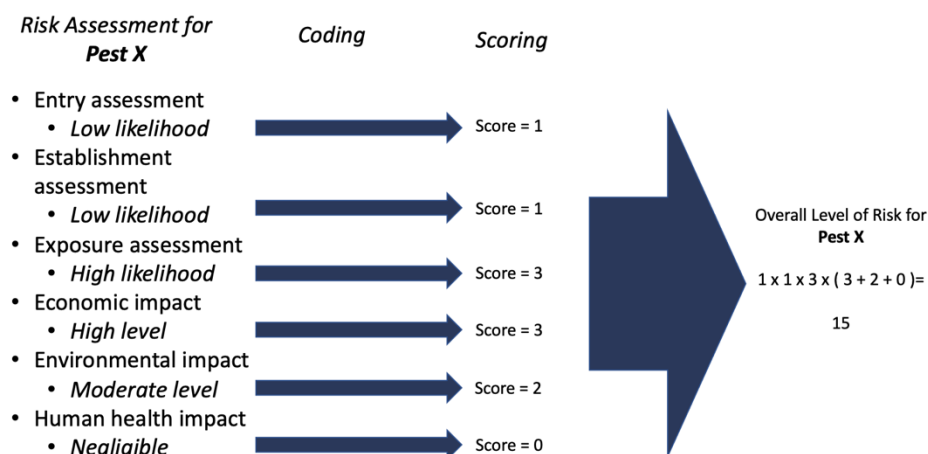 Risk Assessment for
Pest X
Coding
Scoring
• Entry assessment
• Low likelihood
Score = 1
• Establishment
assessment
• Low likelihood
Score = 1
• Exposure assessment
• High likelihood
Score = 3
• Economic impact
• High level
Score = 3
• Environmental impact
• Moderate level
Score = 2
• Human health impact
• Negligible
Score = 0
Overall Level of Risk for
Pest X
1 x 1 x 3 x ( 3 + 2 + 0 )=
15